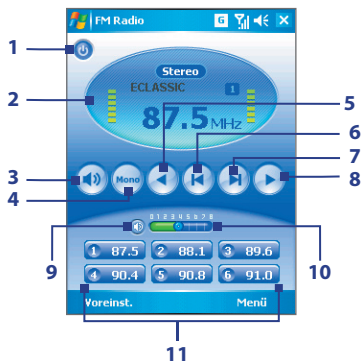 FM Radio G
1
Stereo
ECLASSIC 1
2
87.5 MHz
5
6
7
3
Mono
8
4
0 1 2 3 4 5 6 7 8
9
10
1 87.5 2 88.1 3 89.6
4 90.4 5 90.8 6 91.0
Voreinst. Menü
11